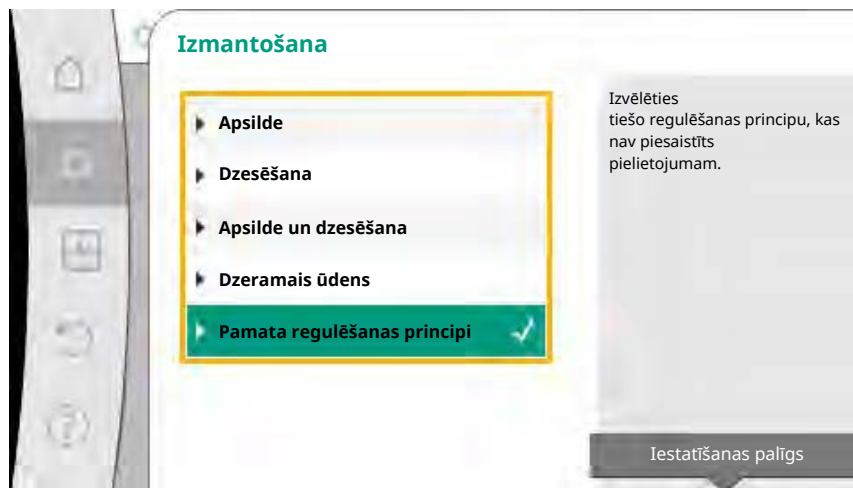 Izmantošana
Apsilde
Dzesēšana
Apsilde un dzesēšana
Dzeramais ūdens
Pamata regulēšanas principi
Izvēlēties
tiešo regulēšanas principu, kas
nav piesaistīts
pielietojumam.
Iestatīšanas palīgs